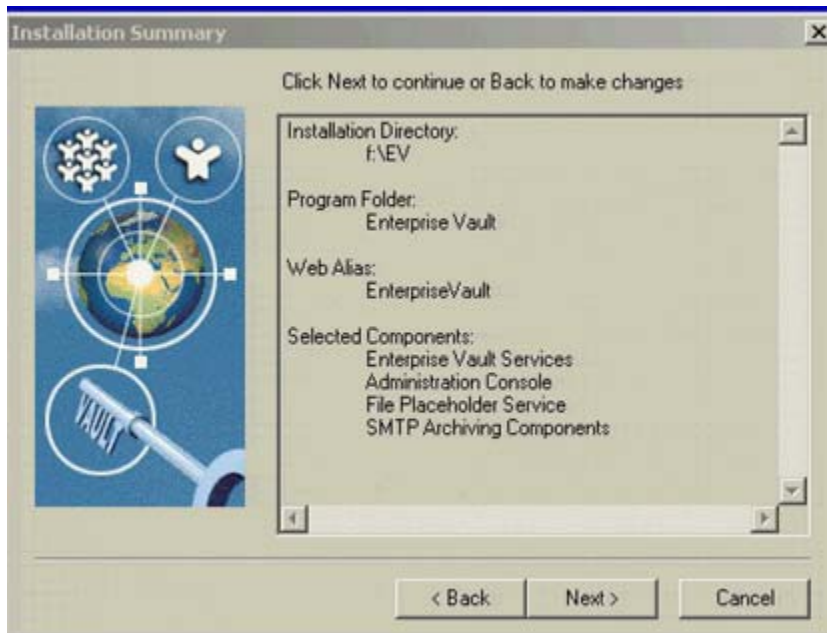 Installation Summary
Click Next to continue or Back to make changes
Installation Directory:
f:\EV
Program Folder:
Enterprise Vault
Web Alias:
EnterpriseVault
Selected Components:
Enterprise Vault Services
Administration Console
File Placeholder Service
SMTP Archiving Components
VAULT
< Back
Next >
Cancel